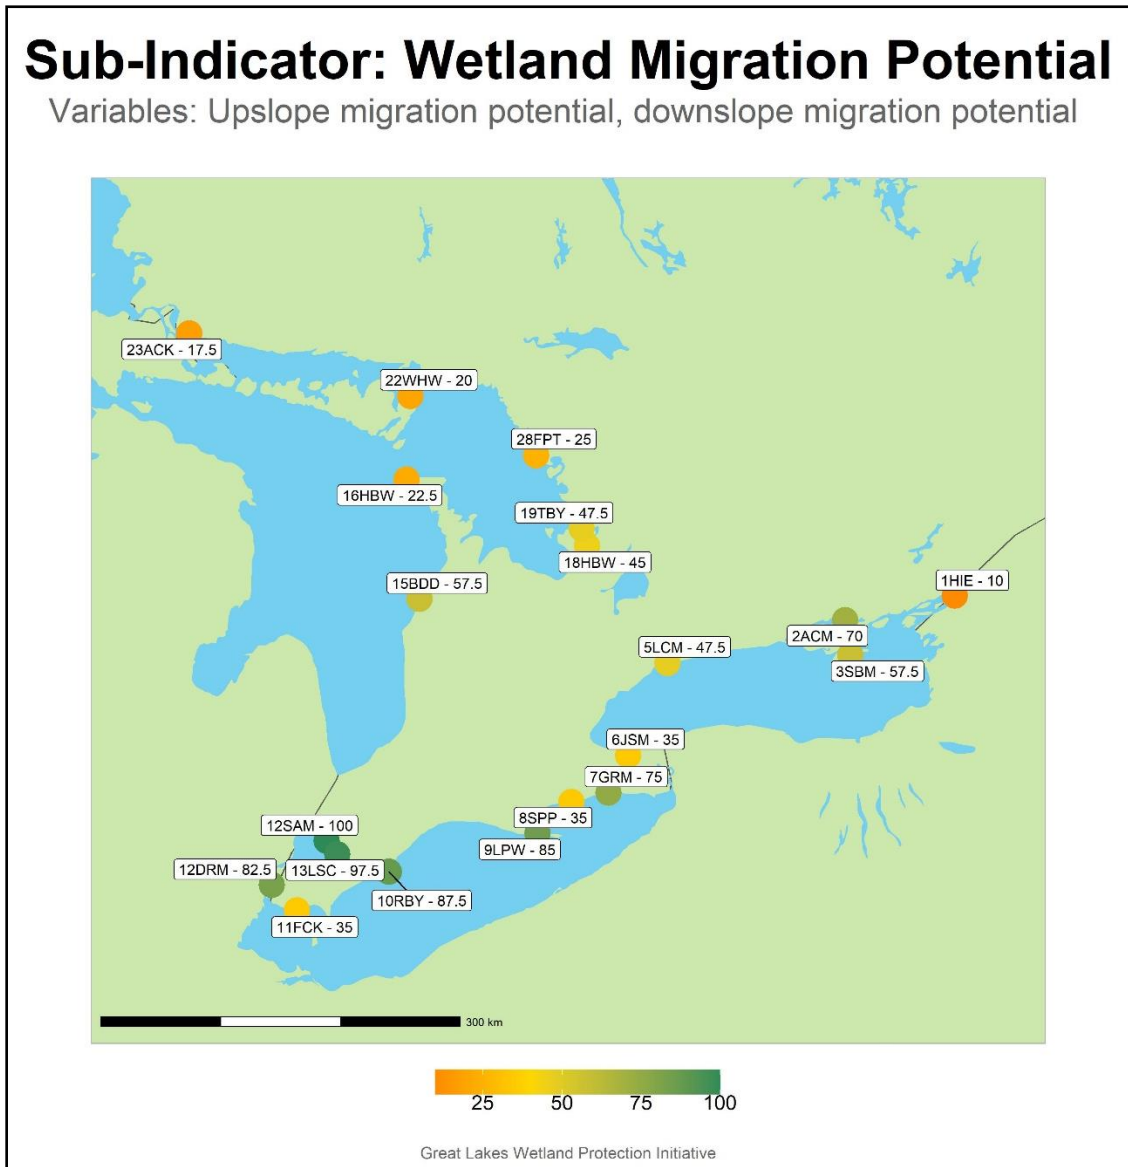 Sub-Indicator: Wetland Migration Potential
Variables: Upslope migration potential, downslope migration potential
23ACK - 17.5
22WHW - 20
28FPT - 25
16HBW - 22.5
19TBY - 47.5
18HBW - 45
15BDD - 57.5
1HIE - 10
2ACM - 70
5LCM - 47.5
3SBM - 57.5
6JSM - 35
7GRM - 75
8SPP - 35
12SAM - 100
9LPW - 85
12DRM - 82.5
13LSC - 97.5
10RBY - 87.5
11FCK - 35
300 km
25 50 75 100
Great Lakes Wetland Protection Initiative